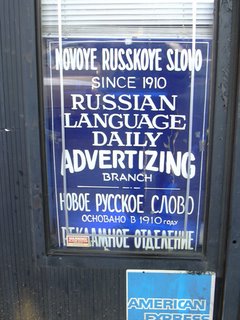 NOVOYE RUSSKOYE SLOVO
SINCE 1910
RUSSIAN
LANGUAGE
DAILY
ADVERTIZING
BRANCH
НОВОЕ РУССКОЕ СЛОВО
ОСНОВАНО В 1910 ГОДУ
РЕКЛАМНОЕ ОТДЕЛЕНИЕ
AMERICAN
EXPRESS